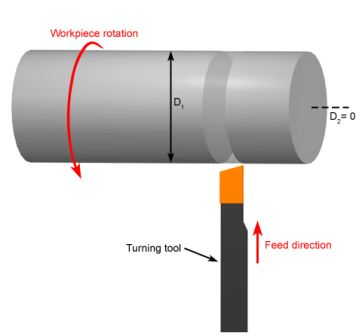 Workpiece rotation
D₁
D₂= 0
Turning tool
Feed direction